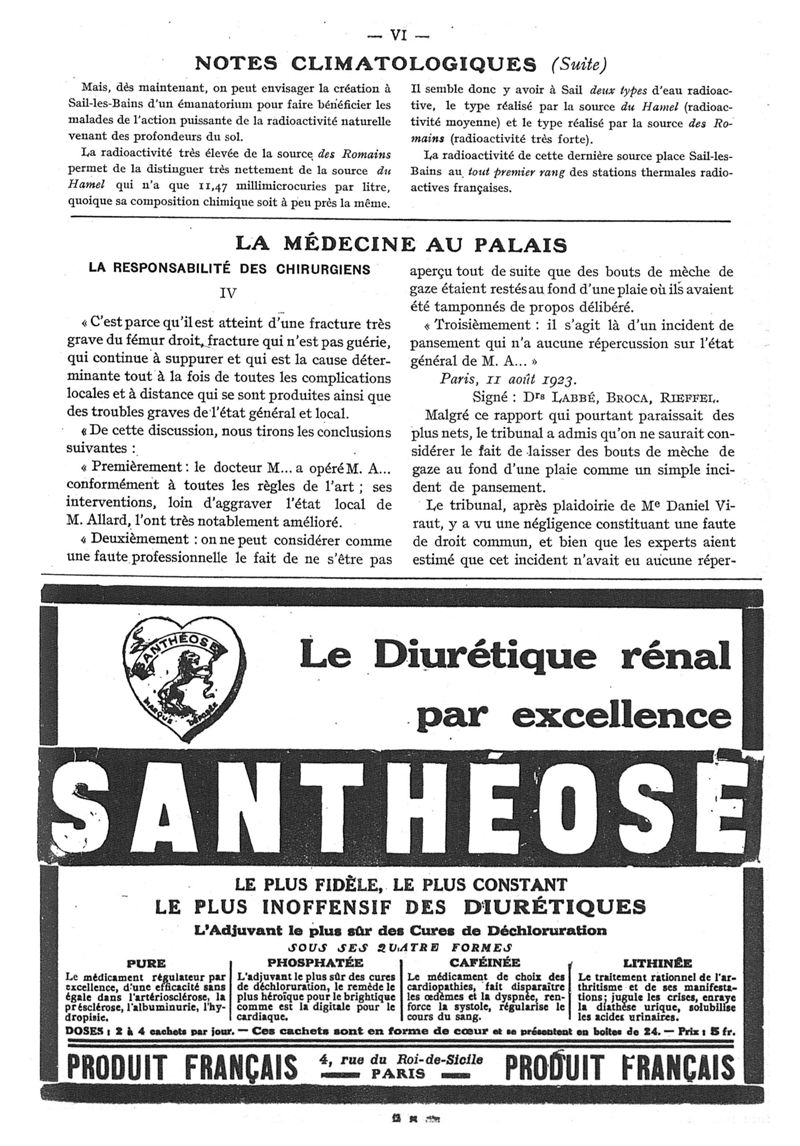 — VI —
NOTES CLIMATOLOGIQUES (Suite)
Mais, dès maintenant, on peut envisager la création à
Sail-les-Bains d'un émanatorium pour faire bénéficier les
malades de l'action puissante de la radioactivité naturelle
venant des profondeurs du sol.
La radioactivité très élevée de la source des Romains
permet de la distinguer très nettement de la source du
Hamel qui n'a que 11,47 millimicrocuries par litre,
quoique sa composition chimique soit à peu près la même.
Il semble donc y avoir à Sail deux types d'eau radioac-
tive, le type réalisé par la source du Hamel (radioac-
tivité moyenne) et le type réalisé par la source des Ro-
mains (radioactivité très forte).
La radioactivité de cette dernière source place Sail-les-
Bains au tout premier rang des stations thermales radio-
actives françaises.
LA MÉDECINE AU PALAIS
LA RESPONSABILITÉ DES CHIRURGIENS
IV
« C'est parce qu'il est atteint d'une fracture très
grave du fémur droit, fracture qui n'est pas guérie,
qui continue à suppurer et qui est la cause déter-
minante tout à la fois de toutes les complications
locales et à distance qui se sont produites ainsi que
des troubles graves de l'état général et local.
« De cette discussion, nous tirons les conclusions
suivantes :
« Premièrement : le docteur M... a opéré M. A...
conformément à toutes les règles de l'art ; ses
interventions, loin d'aggraver l'état local de
M. Allard, l'ont très notablement amélioré.
« Deuxièmement : on ne peut considérer comme
une faute professionnelle le fait de ne s'être pas
aperçu tout de suite que des bouts de mèche de
gaze étaient restés au fond d'une plaie où ils avaient
été tamponnés de propos délibéré.
« Troisièmement : il s'agit là d'un incident de
pansement qui n'a aucune répercussion sur l'état
général de M. A... »
Paris, 11 août 1923.
Signé : Drs LABBÉ, BROCA, RIEFFEL.
Malgré ce rapport qui pourtant paraissait des
plus nets, le tribunal a admis qu'on ne saurait con-
sidérer le fait de laisser des bouts de mèche de
gaze au fond d'une plaie comme un simple inci-
dent de pansement.
Le tribunal, après plaidoirie de Me Daniel Vi-
raut, y a vu une négligence constituant une faute
de droit commun, et bien que les experts aient
estimé que cet incident n'avait eu aucune réper-
SANTHÉOSE
LA
MARQUE DÉPOSÉE
Le Diurétique rénal
par excellence
SANTHÉOSE
LE PLUS FIDÈLE, LE PLUS CONSTANT
LE PLUS INOFFENSIF DES DIURÉTIQUES
L'Adjuvant le plus sûr des Cures de Déchloruration
SOUS SES QUATRE FORMES
PURE
Le médicament régulateur par
excellence, d'une efficacité sans
égale dans l'artériosclérose, la
présclérose, l'albuminurie, l'hy-
dropisie.
PHOSPHATÉE
L'adjuvant le plus sûr des cures
de déchloruration, le remède le
plus héroïque pour le brightique
comme est la digitale pour le
cardiaque.
CAFÉINÉE
Le médicament de choix des
cardiopathies, fait disparaître
les œdèmes et la dyspnée, ren-
force la systole, régularise le
cours du sang.
LITHINÉE
Le traitement rationnel de l'ar-
thritisme et de ses manifesta-
tions ; jugule les crises, enraye
la diathèse urique, solubilise
les acides urinaires.
DOSES : 2 à 4 cachets par jour. — Ces cachets sont en forme de cœur et se présentent en boîtes de 24. — Prix : 5 fr.
PRODUIT FRANÇAIS
4, rue du Roi-de-Sicile
PARIS
PRODUIT FRANÇAIS